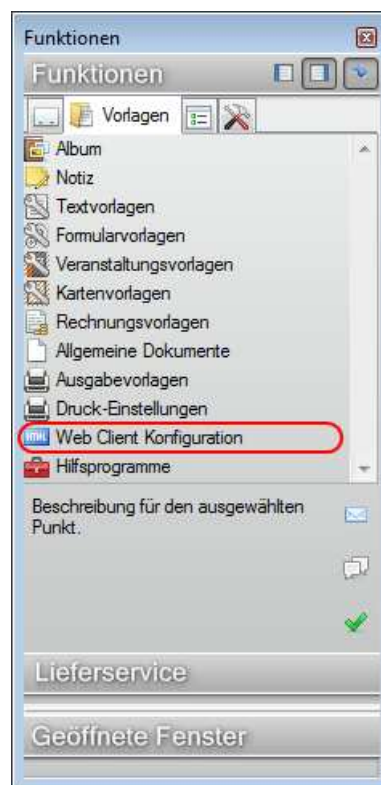 Funktionen
Funktionen
Vorlagen
Album
Notiz
Textvorlagen
Formularvorlagen
Veranstaltungsvorlagen
Kartenvorlagen
Rechnungsvorlagen
Allgemeine Dokumente
Ausgabevorlagen
Druck-Einstellungen
HTML Web Client Konfiguration
Hilfsprogramme
Beschreibung für den ausgewählten
Punkt.
Lieferservice
Geöffnete Fenster